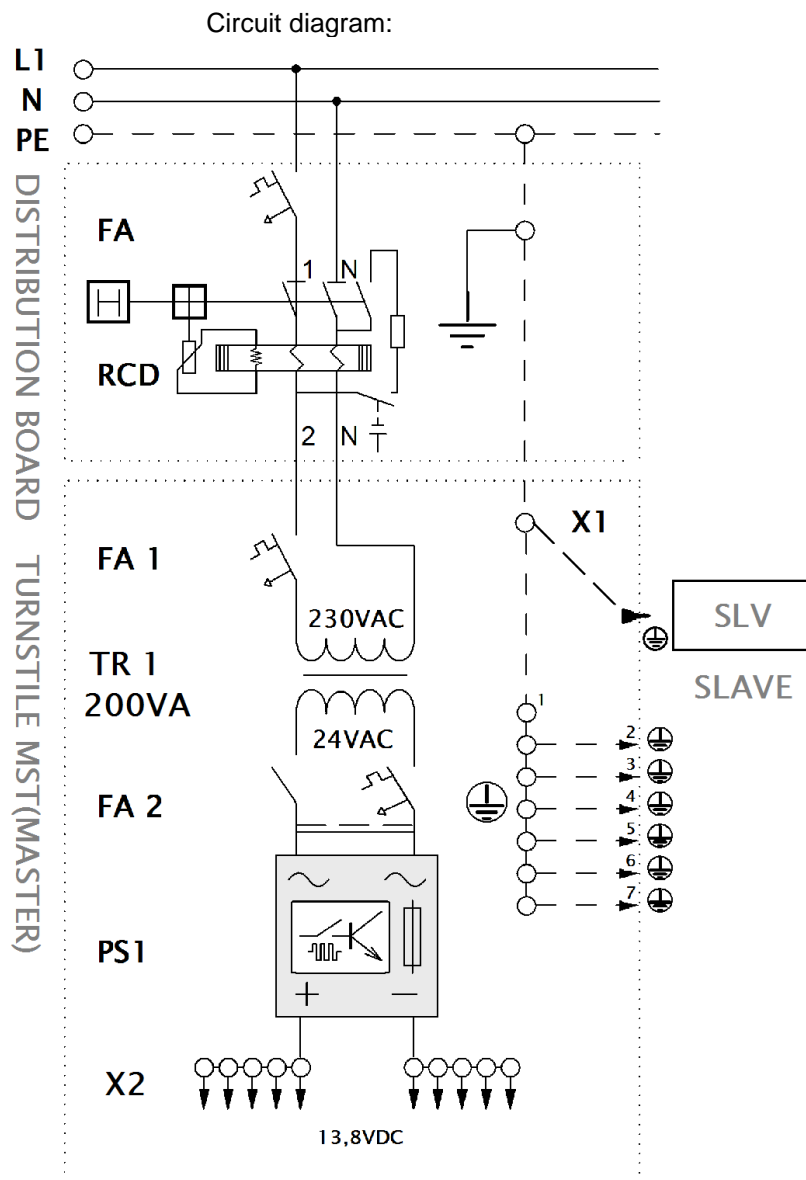 Circuit diagram:
L1
N
PE
DISTRIBUTION BOARD
FA
1 N
RCD
2 N
X1
FA 1
230VAC
SLV
TR 1
200VA
SLAVE
24VAC
1
2
3
FA 2
4
5
6
7
TURNSTILE MST(MASTER)
PS1
+ −
X2
13,8VDC